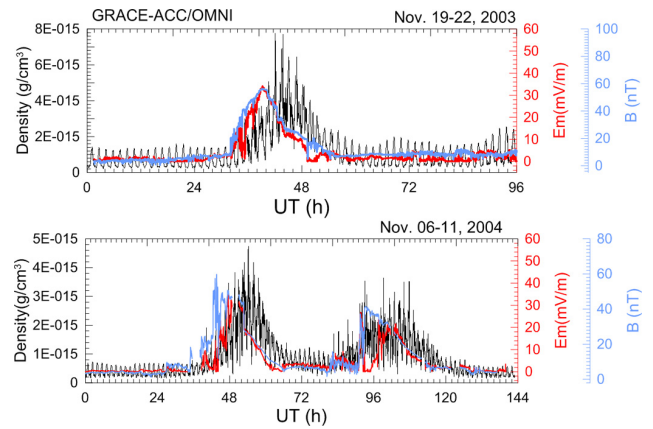 GRACE-ACC/OMNI Nov. 19-22, 2003
8E-015 60 100
50 80
6E-015 40 60
4E-015 30
20 40
2E-015 10 20
0 0 0
Density (g/cm³)
Em(mV/m)
B (nT)
0 24 48 72 96
UT (h)
Nov. 06-11, 2004
5E-015 60 80
4E-015 50
40 60
3E-015 30 40
2E-015 20
1E-015 10 20
0 0 0
Density(g/cm³)
Em(mV/m)
B (nT)
0 24 48 72 96 120 144
UT (h)